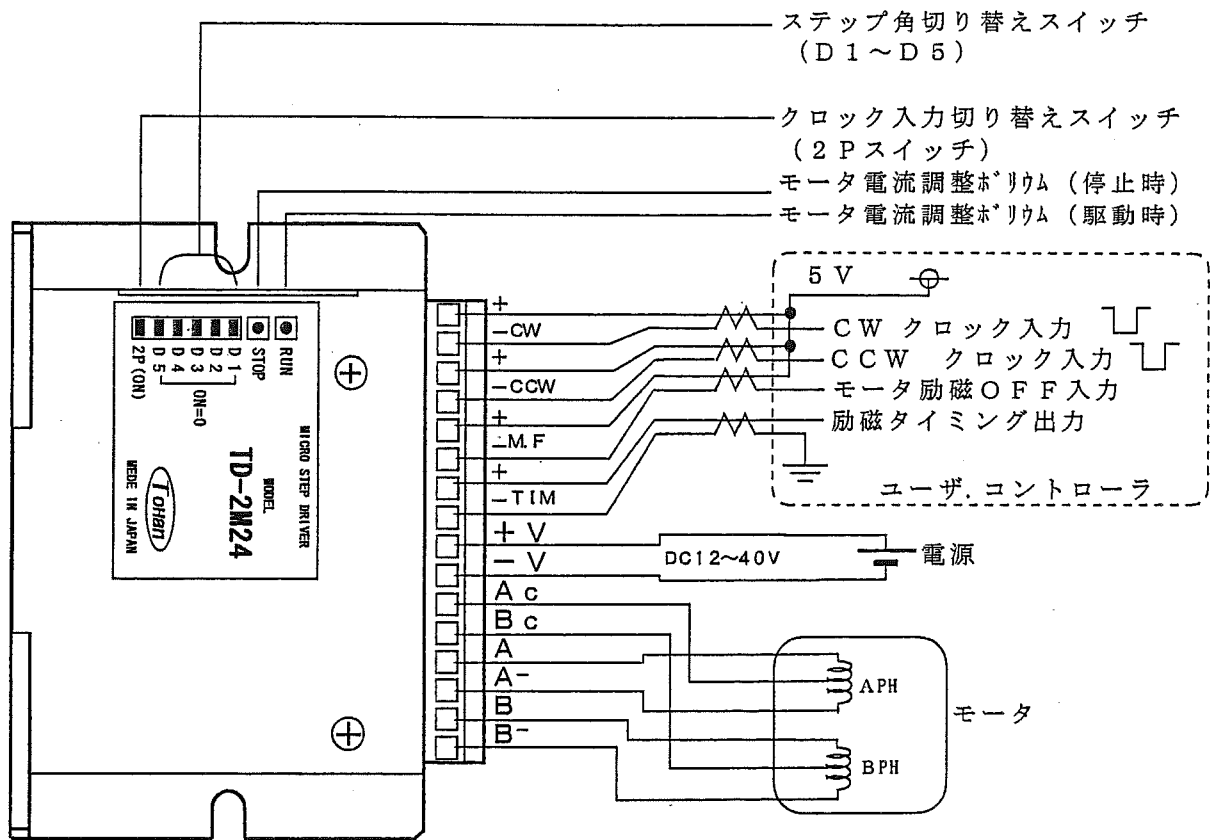 ステップ角切り替えスイッチ
(D1～D5)
クロック入力切り替えスイッチ
(2Pスイッチ)
モータ電流調整ﾎﾞﾘｳﾑ(停止時)
モータ電流調整ﾎﾞﾘｳﾑ(駆動時)
5V
CW クロック入力
CCW クロック入力
モータ励磁OFF入力
励磁タイミング出力
ユーザ.コントローラ
+
-CW
+
-CCW
+
-M.F
+
-TIM
+V
-V
Ac
Bc
A
A-
B
B-
DC12～40V
電源
APH
BPH
モータ
RUN
STOP
D1
D2
D3
D4
D5
2P(ON)
ON=0
MICRO STEP DRIVER
MODEL
TD-2M24
Tohan
MEDE IN JAPAN